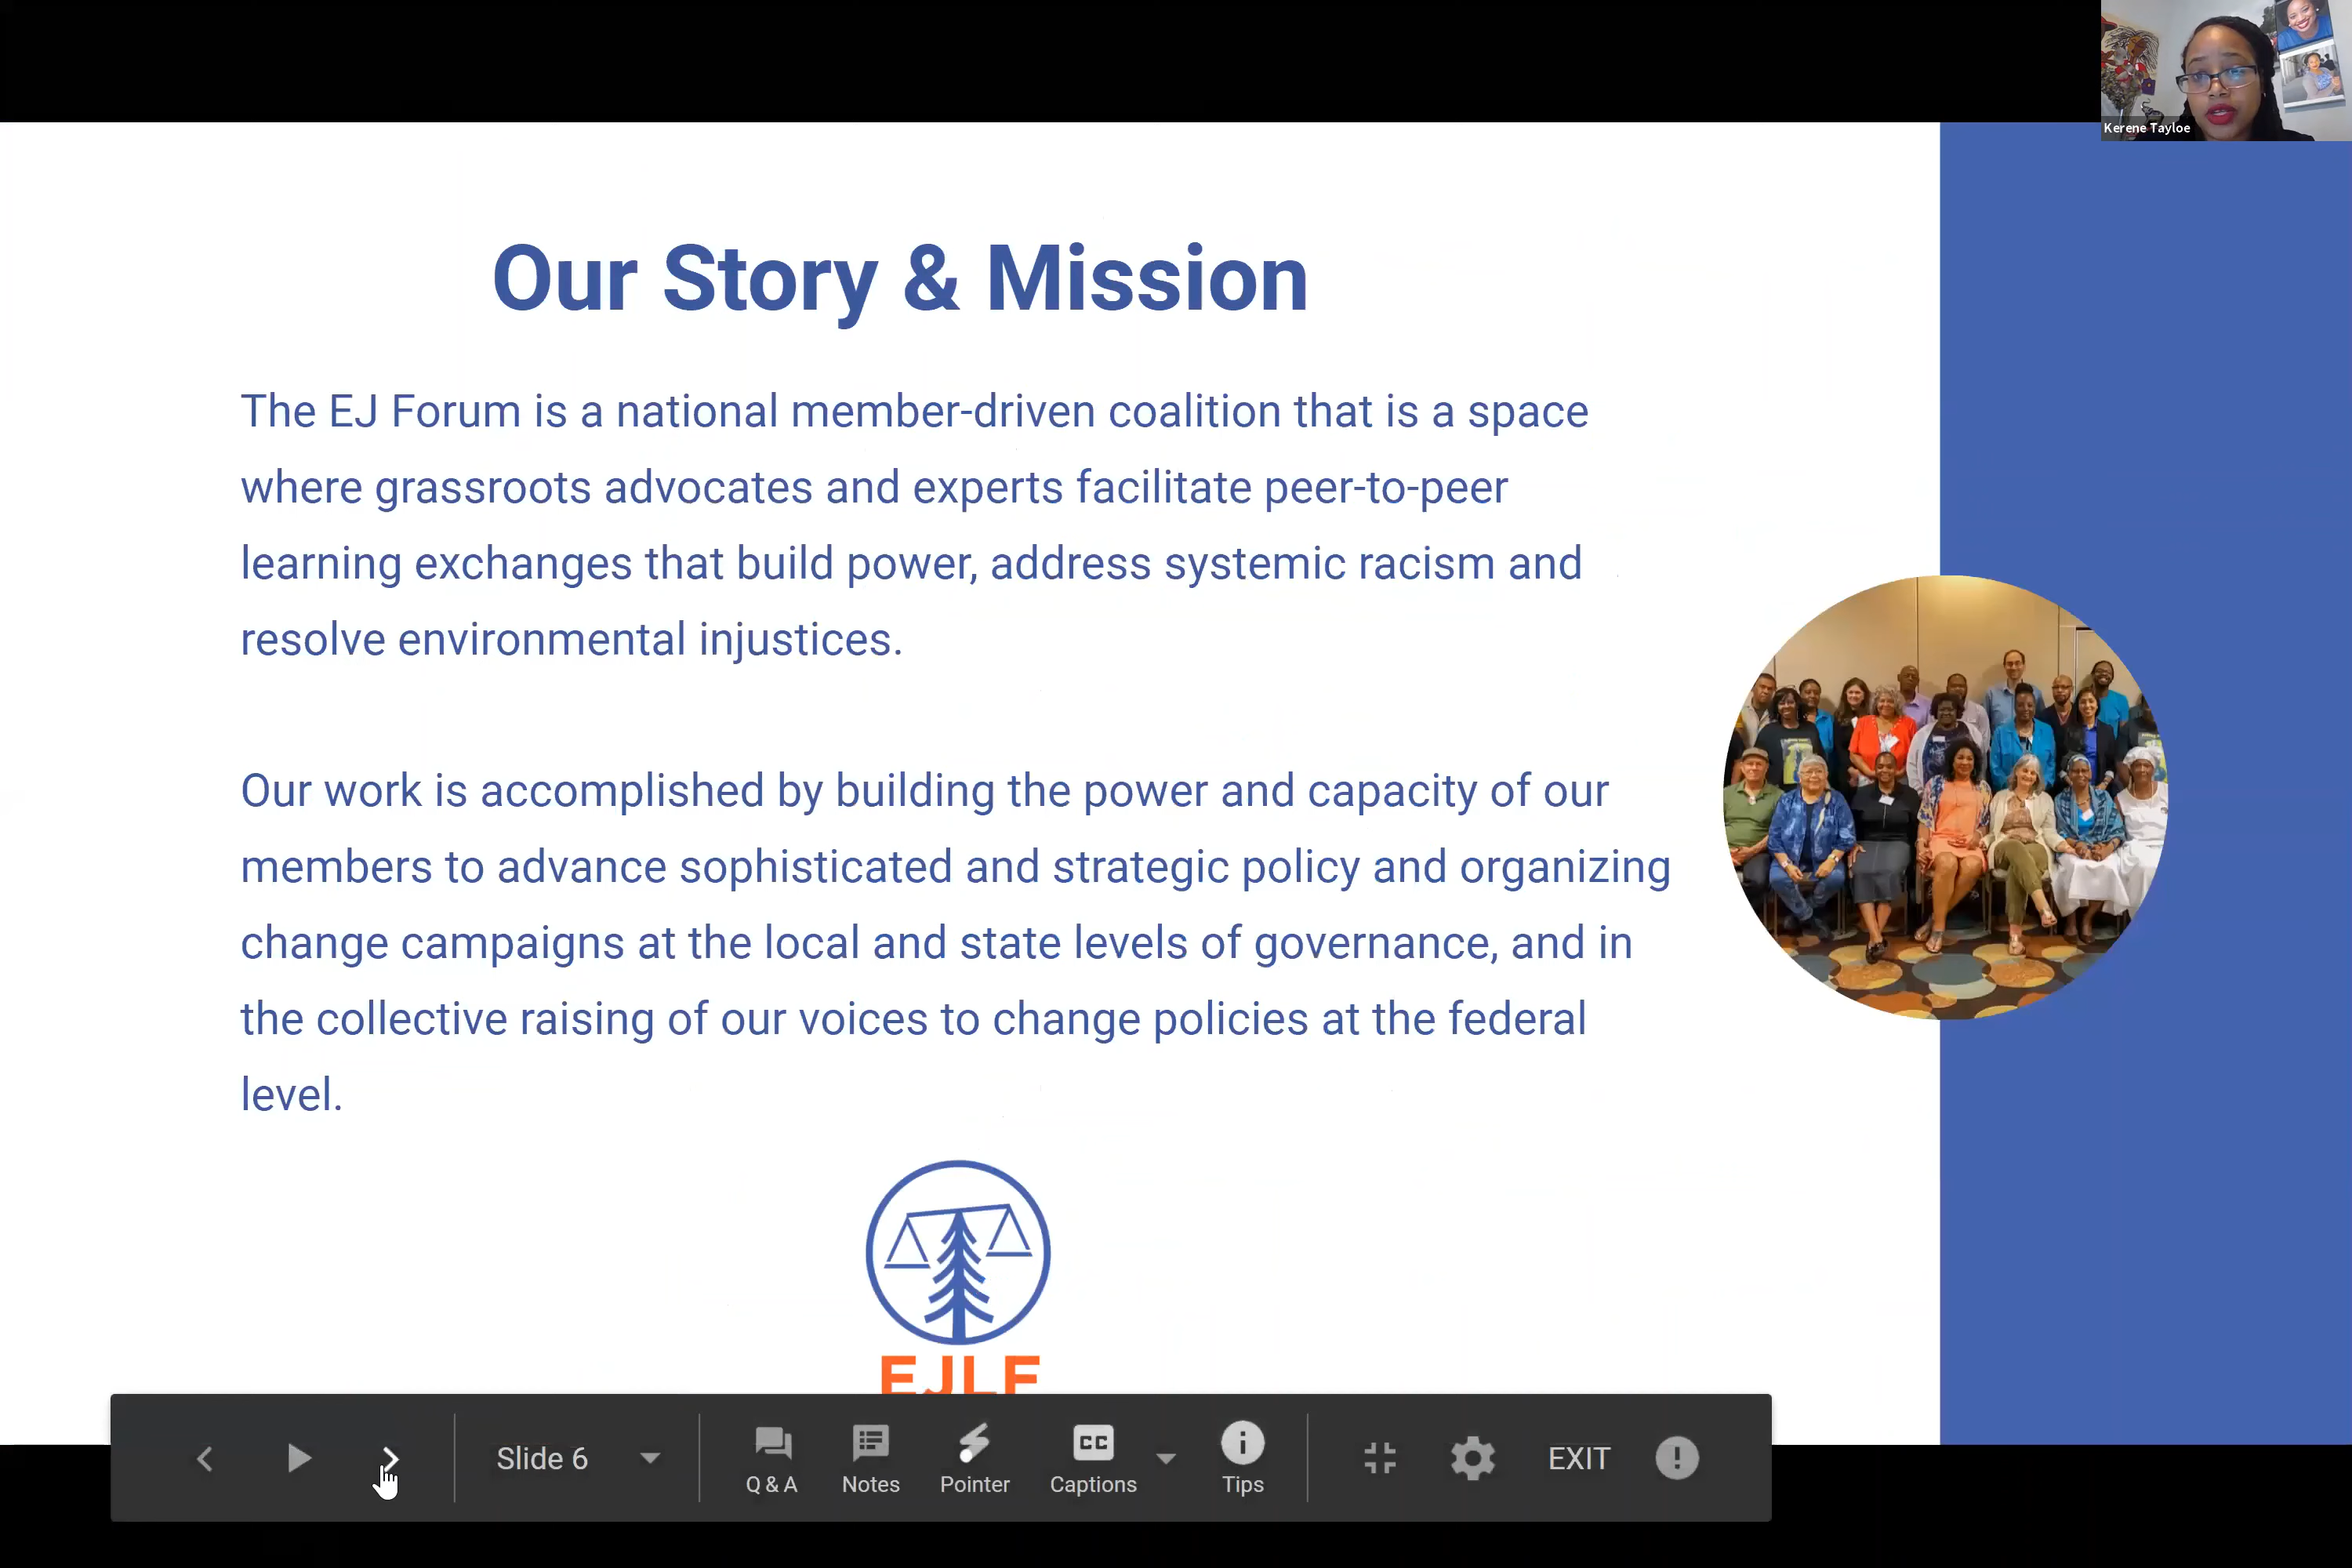 Kerene Tayloe
Our Story & Mission
The EJ Forum is a national member-driven coalition that is a space
where grassroots advocates and experts facilitate peer-to-peer
learning exchanges that build power, address systemic racism and
resolve environmental injustices.
Our work is accomplished by building the power and capacity of our
members to advance sophisticated and strategic policy and organizing
change campaigns at the local and state levels of governance, and in
the collective raising of our voices to change policies at the federal
level.
EJLF
Slide 6
Q & A
Notes
Pointer
CC
Captions
Tips
EXIT